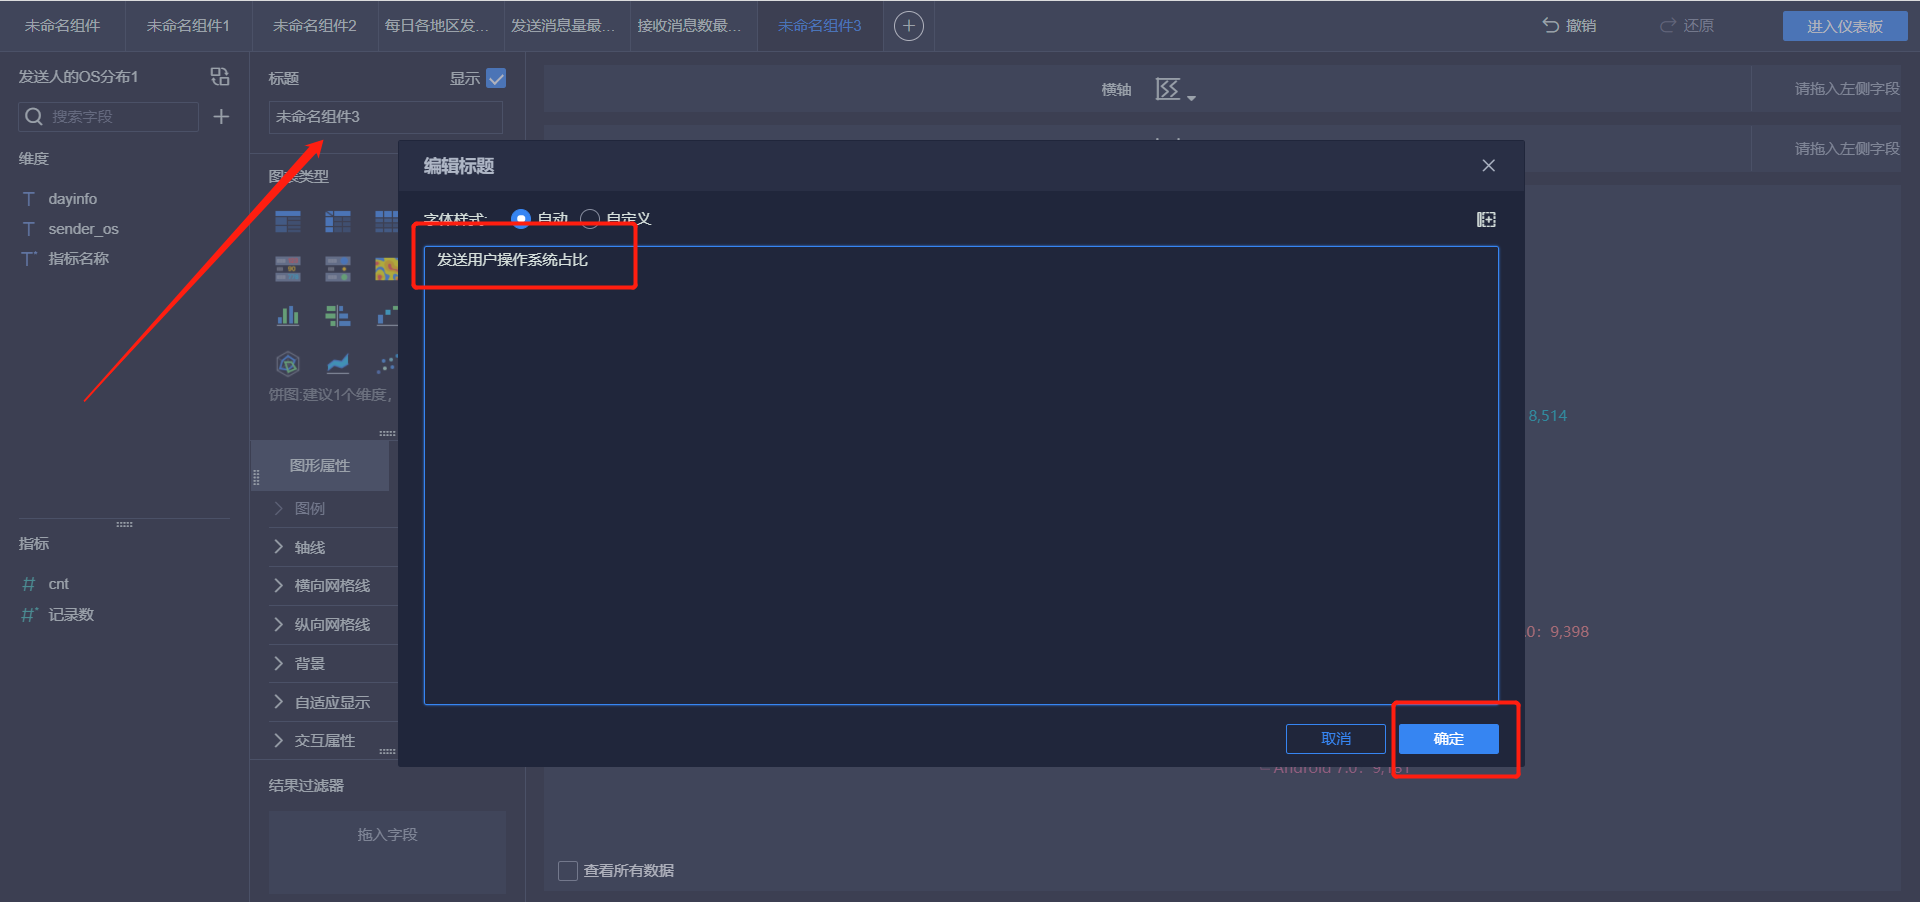 未命名组件
未命名组件1
未命名组件2
每日各地区发...
发送消息量最...
接收消息数最...
未命名组件3
撤销
还原
进入仪表板
发送人的OS分布1
搜索字段
维度
dayinfo
sender_os
指标名称
指标
cnt
记录数
标题
显示
未命名组件3
图表类型
饼图:建议1个维度,
图形属性
图例
轴线
横向网格线
纵向网格线
背景
自适应显示
交互属性
结果过滤器
拖入字段
横轴
请拖入左侧字段
请拖入左侧字段
编辑标题
字体样式:
自动
自定义
发送用户操作系统占比
取消
确定
8,514
.0: 9,398
Android 7.0: 9,151
查看所有数据